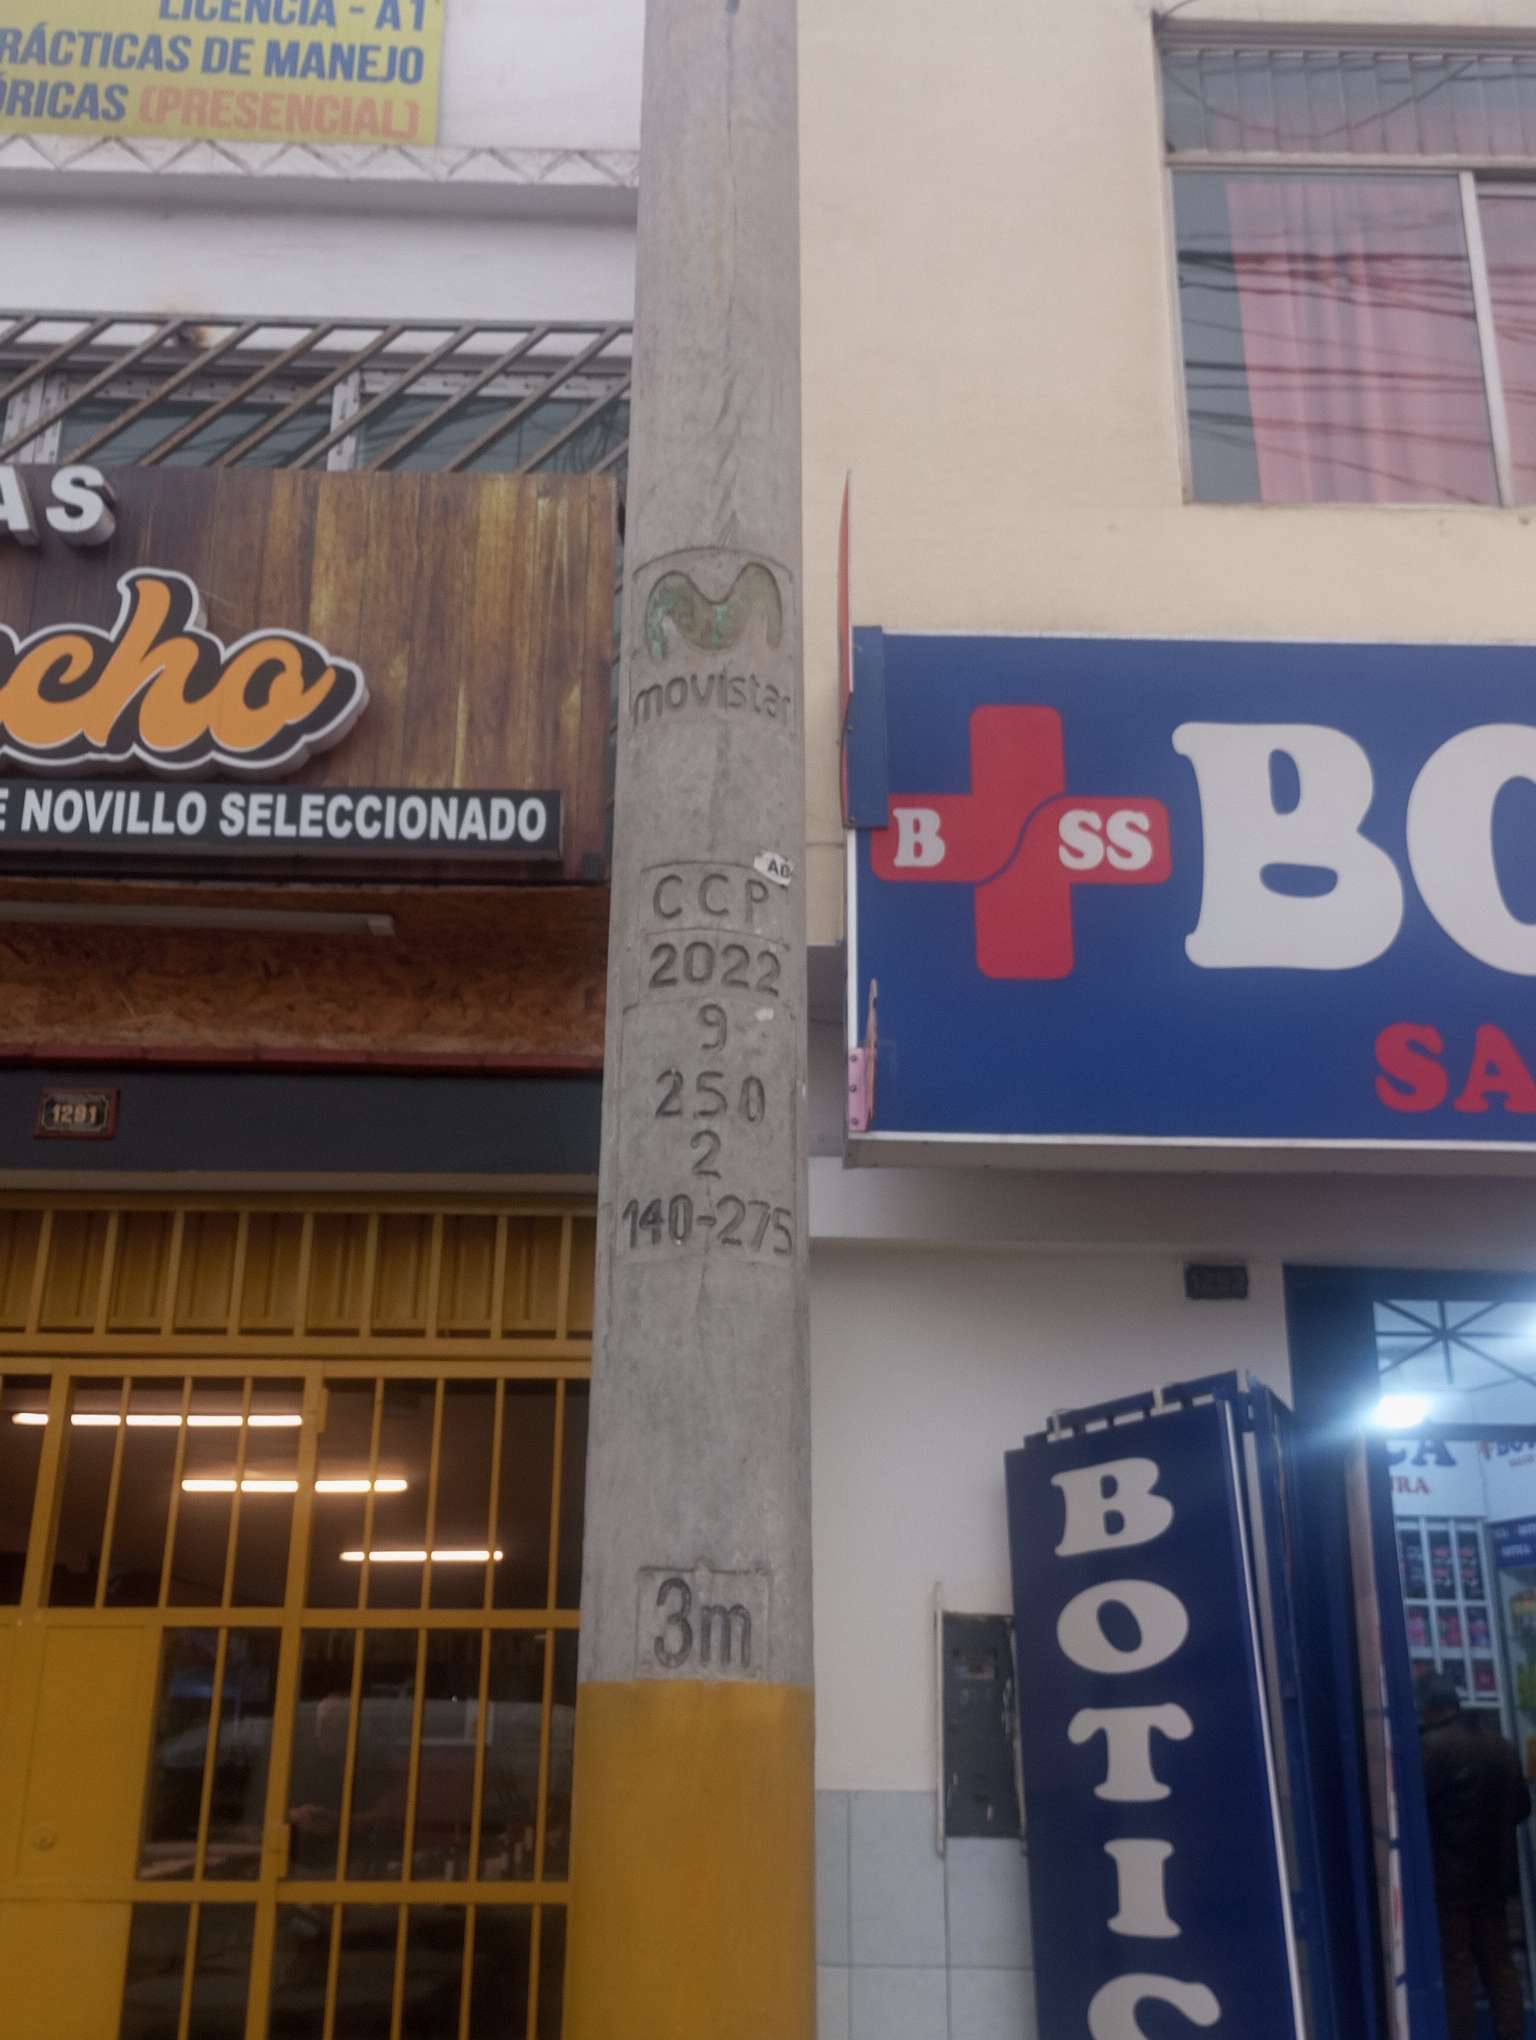 LICENCIA - A1
PRÁCTICAS DE MANEJO
ÓRICAS (PRESENCIAL)
AS
cho
E NOVILLO SELECCIONADO
1291
movistar
AB
CCP
2022
9
250
2
140-275
3m
B SS
BO
SA
BOTIC